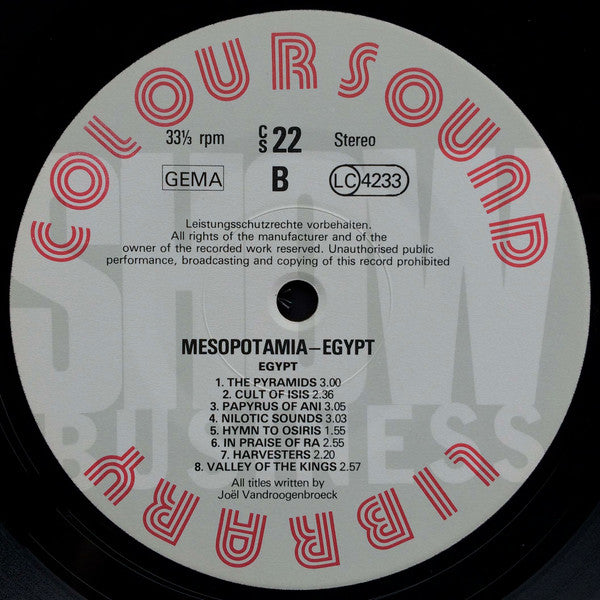 COLOURSOUND
33⅓ rpm
CS 22
Stereo
GEMA
B
LC 4233
Leistungsschutzrechte vorbehalten.
All rights of the manufacturer and of the
owner of the recorded work reserved. Unauthorised public
performance, broadcasting and copying of this record prohibited
SHOW
BUSINESS
MESOPOTAMIA–EGYPT
EGYPT
1. THE PYRAMIDS 3.00
2. CULT OF ISIS 2.36
3. PAPYRUS OF ANI 3.05
4. NILOTIC SOUNDS 3.03
5. HYMN TO OSIRIS 1.55
6. IN PRAISE OF RA 2.55
7. HARVESTERS 2.20
8. VALLEY OF THE KINGS 2.57
All titles written by
Joël Vandroogenbroeck
LIBRARY